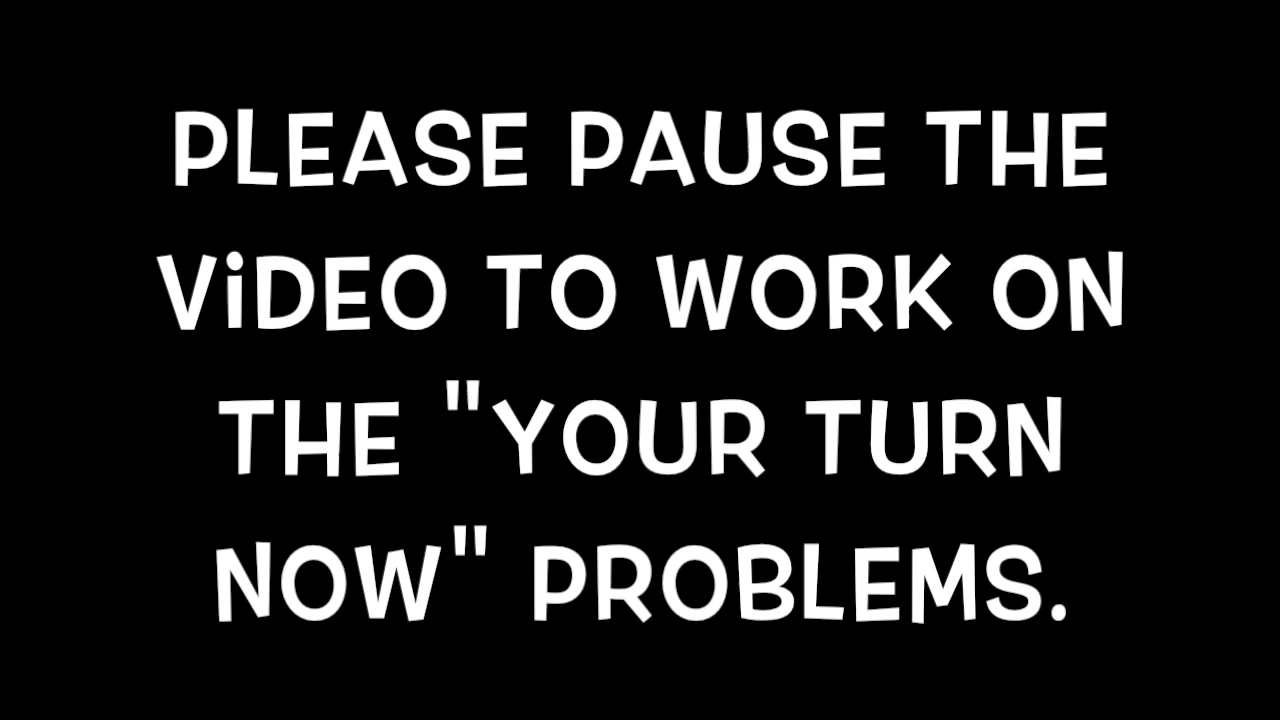 PLEASE PAUSE THE
ViDEO TO WORK ON
THE "YOUR TURN
NOW" PROBLEMS.